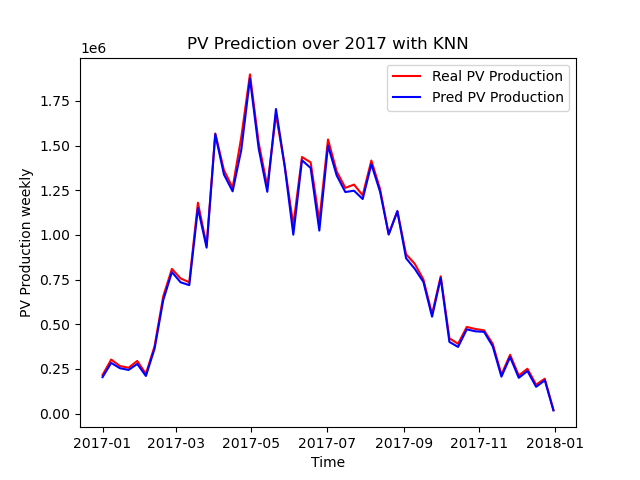 PV Prediction over 2017 with KNN
1e6
Real PV Production
Pred PV Production
1.75
1.50
1.25
1.00
0.75
0.50
0.25
0.00
PV Production weekly
2017-01 2017-03 2017-05 2017-07 2017-09 2017-11 2018-01
Time